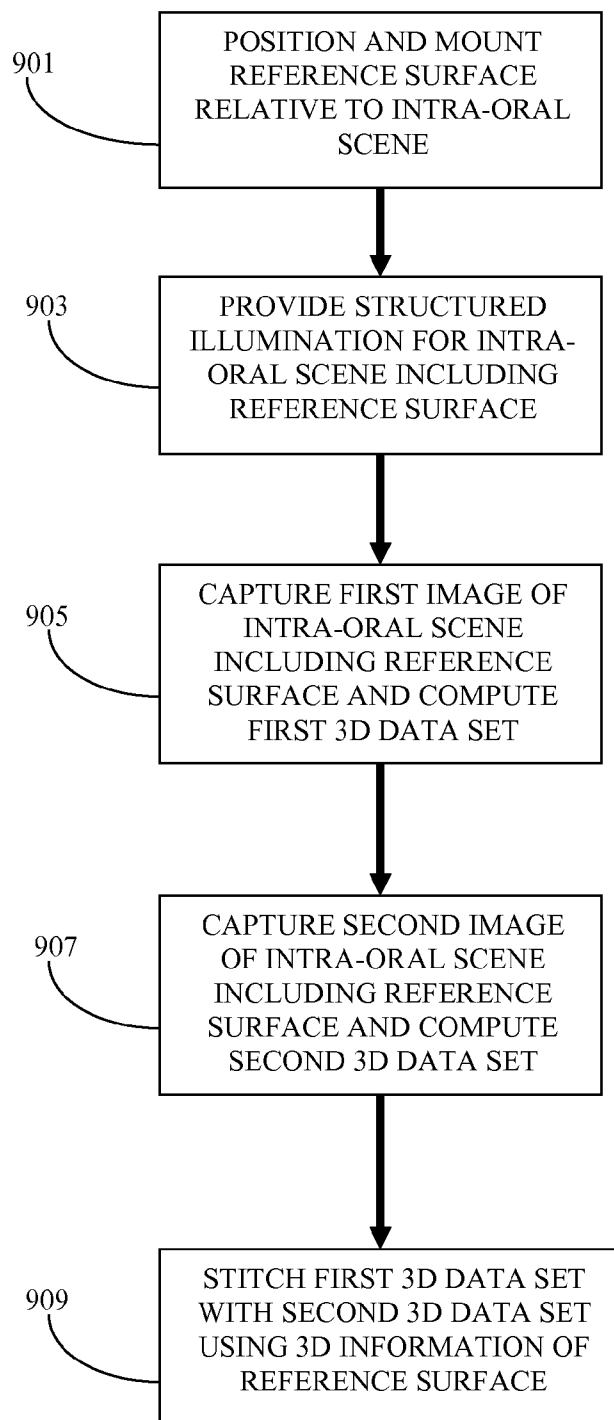 901
POSITION AND MOUNT
REFERENCE SURFACE
RELATIVE TO INTRA-ORAL
SCENE
903
PROVIDE STRUCTURED
ILLUMINATION FOR INTRA-
ORAL SCENE INCLUDING
REFERENCE SURFACE
905
CAPTURE FIRST IMAGE OF
INTRA-ORAL SCENE
INCLUDING REFERENCE
SURFACE AND COMPUTE
FIRST 3D DATA SET
907
CAPTURE SECOND IMAGE
OF INTRA-ORAL SCENE
INCLUDING REFERENCE
SURFACE AND COMPUTE
SECOND 3D DATA SET
909
STITCH FIRST 3D DATA SET
WITH SECOND 3D DATA SET
USING 3D INFORMATION OF
REFERENCE SURFACE